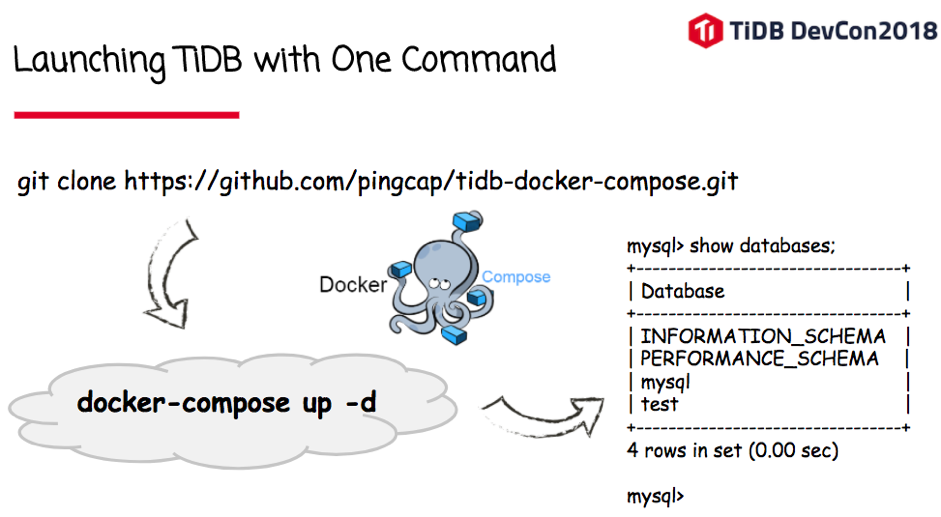 TiDB DevCon2018
Launching TiDB with One Command
git clone https://github.com/pingcap/tidb-docker-compose.git
Docker Compose
docker-compose up -d
mysql> show databases;
+----------------------------------+
| Database |
+----------------------------------+
| INFORMATION_SCHEMA |
| PERFORMANCE_SCHEMA |
| mysql |
| test |
+----------------------------------+
4 rows in set (0.00 sec)
mysql>